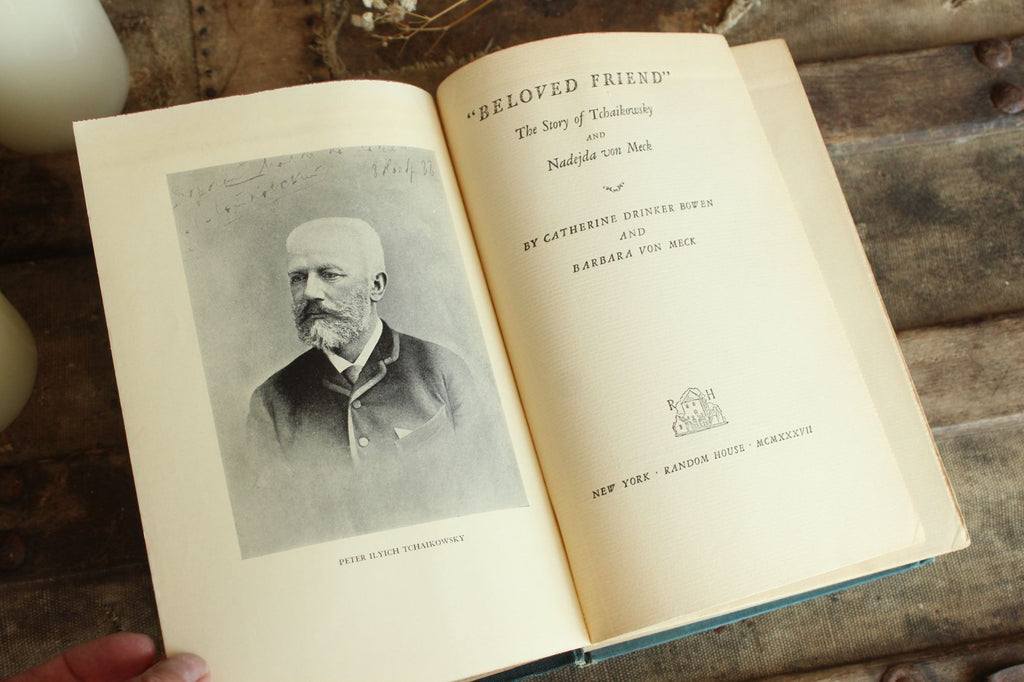 PETER ILYICH TCHAIKOWSKY
"BELOVED FRIEND"
The Story of Tchaikowsky
AND
Nadejda von Meck
BY CATHERINE DRINKER BOWEN
AND
BARBARA VON MECK
R H
NEW YORK · RANDOM HOUSE · MCMXXXVII